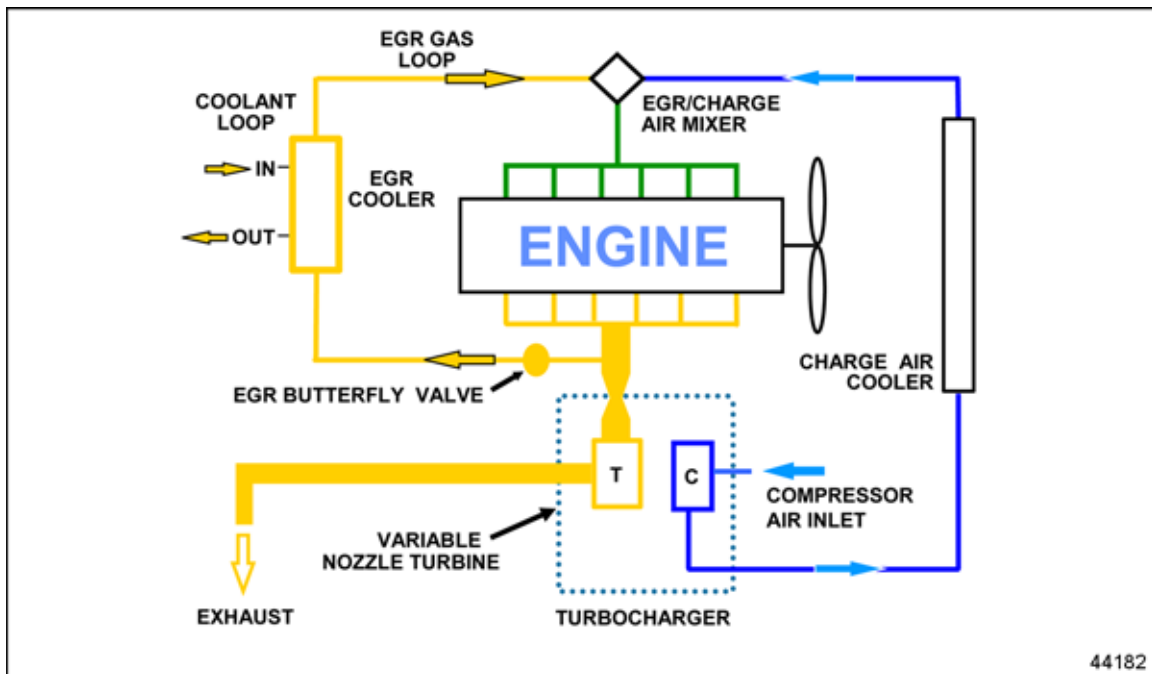 EGR GAS
LOOP
COOLANT
LOOP
IN
OUT
EGR
COOLER
EGR/CHARGE
AIR MIXER
ENGINE
CHARGE AIR
COOLER
EGR BUTTERFLY VALVE
T
C
COMPRESSOR
AIR INLET
VARIABLE
NOZZLE TURBINE
EXHAUST
TURBOCHARGER
44182